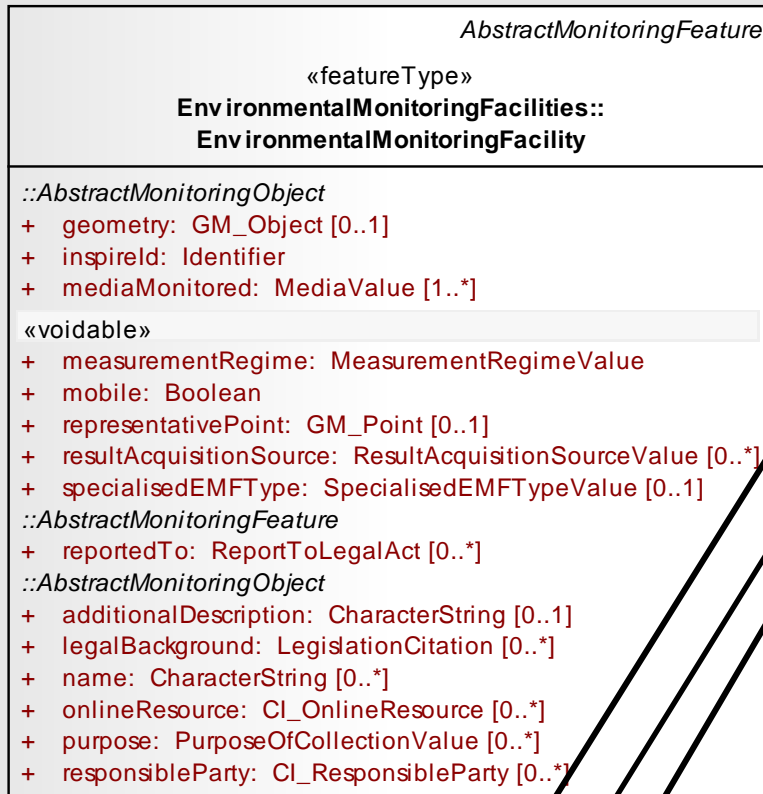 AbstractMonitoringFeature
«featureType»
EnvironmentalMonitoringFacilities::
EnvironmentalMonitoringFacility
::AbstractMonitoringObject
+ geometry: GM_Object [0..1]
+ inspireId: Identifier
+ mediaMonitored: MediaValue [1..*]
«voidable»
+ measurementRegime: MeasurementRegimeValue
+ mobile: Boolean
+ representativePoint: GM_Point [0..1]
+ resultAcquisitionSource: ResultAcquisitionSourceValue [0..*]
+ specialisedEMFType: SpecialisedEMFTypeValue [0..1]
::AbstractMonitoringFeature
+ reportedTo: ReportToLegalAct [0..*]
::AbstractMonitoringObject
+ additionalDescription: CharacterString [0..1]
+ legalBackground: LegislationCitation [0..*]
+ name: CharacterString [0..*]
+ onlineResource: CI_OnlineResource [0..*]
+ purpose: PurposeOfCollectionValue [0..*]
+ responsibleParty: CI_ResponsibleParty [0..*]